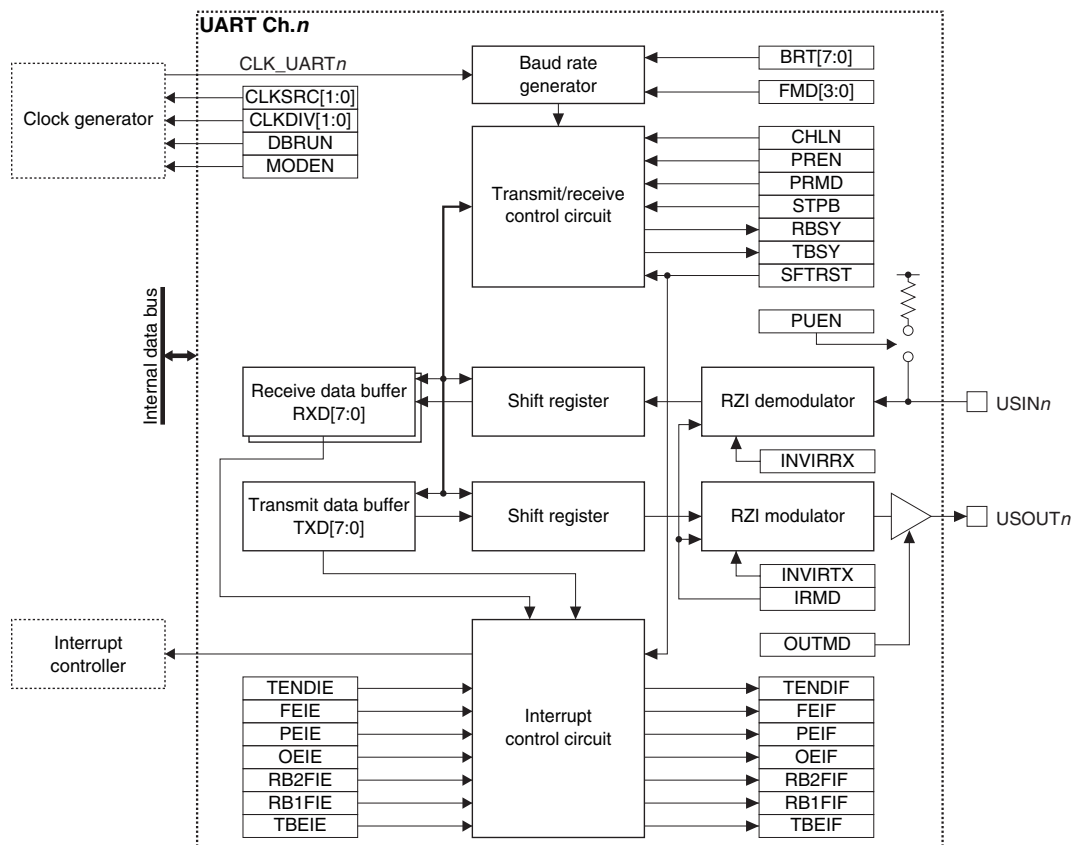 UART Ch.n
CLK_UARTn
Clock generator
CLKSRC[1:0]
CLKDIV[1:0]
DBRUN
MODEN
Baud rate
generator
BRT[7:0]
FMD[3:0]
Transmit/receive
control circuit
CHLN
PREN
PRMD
STPB
RBSY
TBSY
SFTRST
PUEN
Internal data bus
Receive data buffer
RXD[7:0]
Shift register
RZI demodulator
USINn
INVIRRX
Transmit data buffer
TXD[7:0]
Shift register
RZI modulator
USOUTn
INVIRTX
IRMD
OUTMD
Interrupt
controller
Interrupt
control circuit
TENDIE
FEIE
PEIE
OEIE
RB2FIE
RB1FIE
TBEIE
TENDIF
FEIF
PEIF
OEIF
RB2FIF
RB1FIF
TBEIF